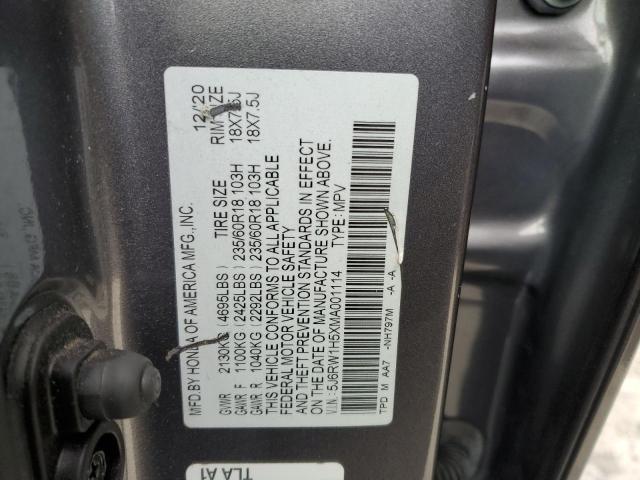 MFD.BY HONDA OF AMERICA MFG.,INC. 12/20
TIRE SIZE RIM SIZE
GVWR 2130KG (4695LBS)
GAWR F 1100KG (2425LBS) 235/60R18 103H 18X7.5J
GAWR R 1040KG (2292LBS) 235/60R18 103H 18X7.5J
THIS VEHICLE CONFORMS TO ALL APPLICABLE
FEDERAL MOTOR VEHICLE SAFETY
AND THEFT PREVENTION STANDARDS IN EFFECT
ON THE DATE OF MANUFACTURE SHOWN ABOVE.
V.I.N.: 5J6RW1H5XMA001114 TYPE: MPV
TPD M AA7 -NH797M -A -A
TLA A1